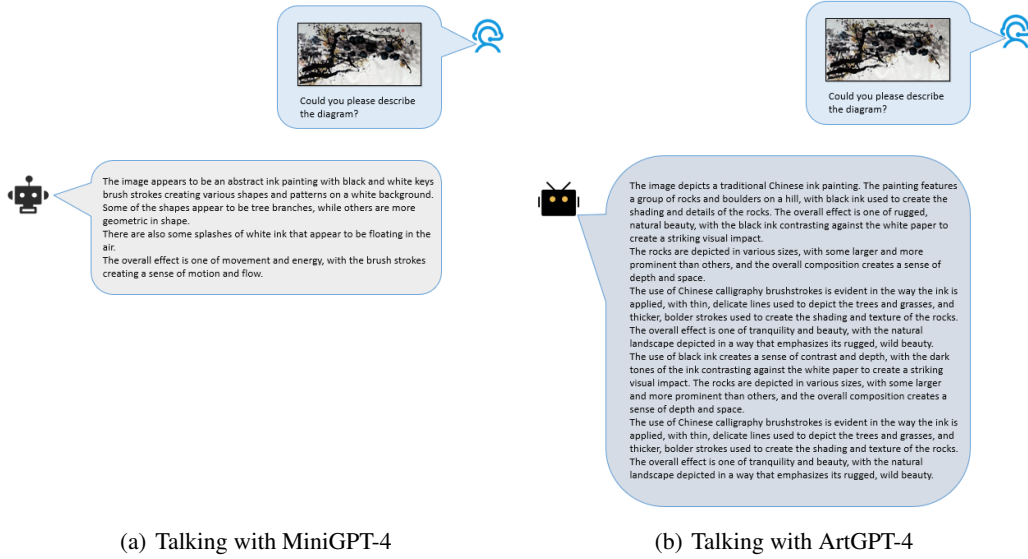 Could you please describe
the diagram?
The image appears to be an abstract ink painting with black and white keys
brush strokes creating various shapes and patterns on a white background.
Some of the shapes appear to be tree branches, while others are more
geometric in shape.
There are also some splashes of white ink that appear to be floating in the
air.
The overall effect is one of movement and energy, with the brush strokes
creating a sense of motion and flow.
(a) Talking with MiniGPT-4
Could you please describe
the diagram?
The image depicts a traditional Chinese ink painting. The painting features
a group of rocks and boulders on a hill, with black ink used to create the
shading and details of the rocks. The overall effect is one of rugged,
natural beauty, with the black ink contrasting against the white paper to
create a striking visual impact.
The rocks are depicted in various sizes, with some larger and more
prominent than others, and the overall composition creates a sense of
depth and space.
The use of Chinese calligraphy brushstrokes is evident in the way the ink is
applied, with thin, delicate lines used to depict the trees and grasses, and
thicker, bolder strokes used to create the shading and texture of the rocks.
The overall effect is one of tranquility and beauty, with the natural
landscape depicted in a way that emphasizes its rugged, wild beauty.
The use of black ink creates a sense of contrast and depth, with the dark
tones of the ink contrasting against the white paper to create a striking
visual impact. The rocks are depicted in various sizes, with some larger
and more prominent than others, and the overall composition creates a
sense of depth and space.
The use of Chinese calligraphy brushstrokes is evident in the way the ink is
applied, with thin, delicate lines used to depict the trees and grasses, and
thicker, bolder strokes used to create the shading and texture of the rocks.
The overall effect is one of tranquility and beauty, with the natural
landscape depicted in a way that emphasizes its rugged, wild beauty.
(b) Talking with ArtGPT-4